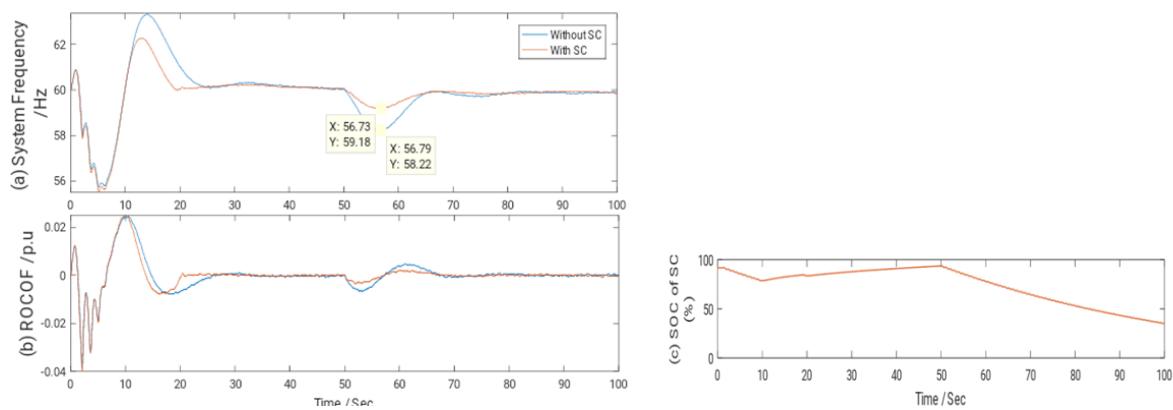 (a) System Frequency
/Hz
62
60
58
56
Without SC
With SC
X: 56.73
Y: 59.18
X: 56.79
Y: 58.22
0 10 20 30 40 50 60 70 80 90 100
(b) ROCOF / p.u
0.02
0
-0.02
-0.04
0 10 20 30 40 50 60 70 80 90 100
Time / Sec
(c) SOC of SC
(%)
100
50
0
0 10 20 30 40 50 60 70 80 90 100
Time / Sec